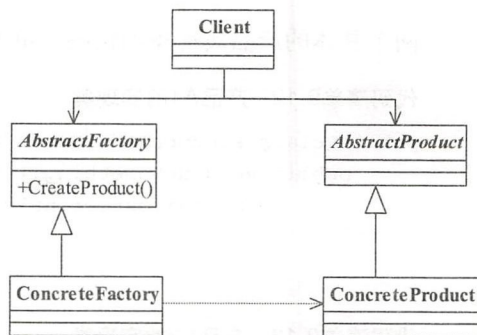 Client
AbstractFactory
AbstractProduct
+CreateProduct()
ConcreteFactory
ConcreteProduct